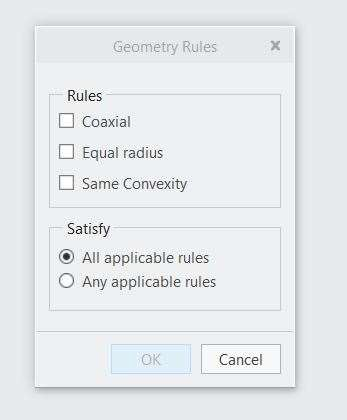 Geometry Rules
Rules
Coaxial
Equal radius
Same Convexity
Satisfy
All applicable rules
Any applicable rules
OK Cancel